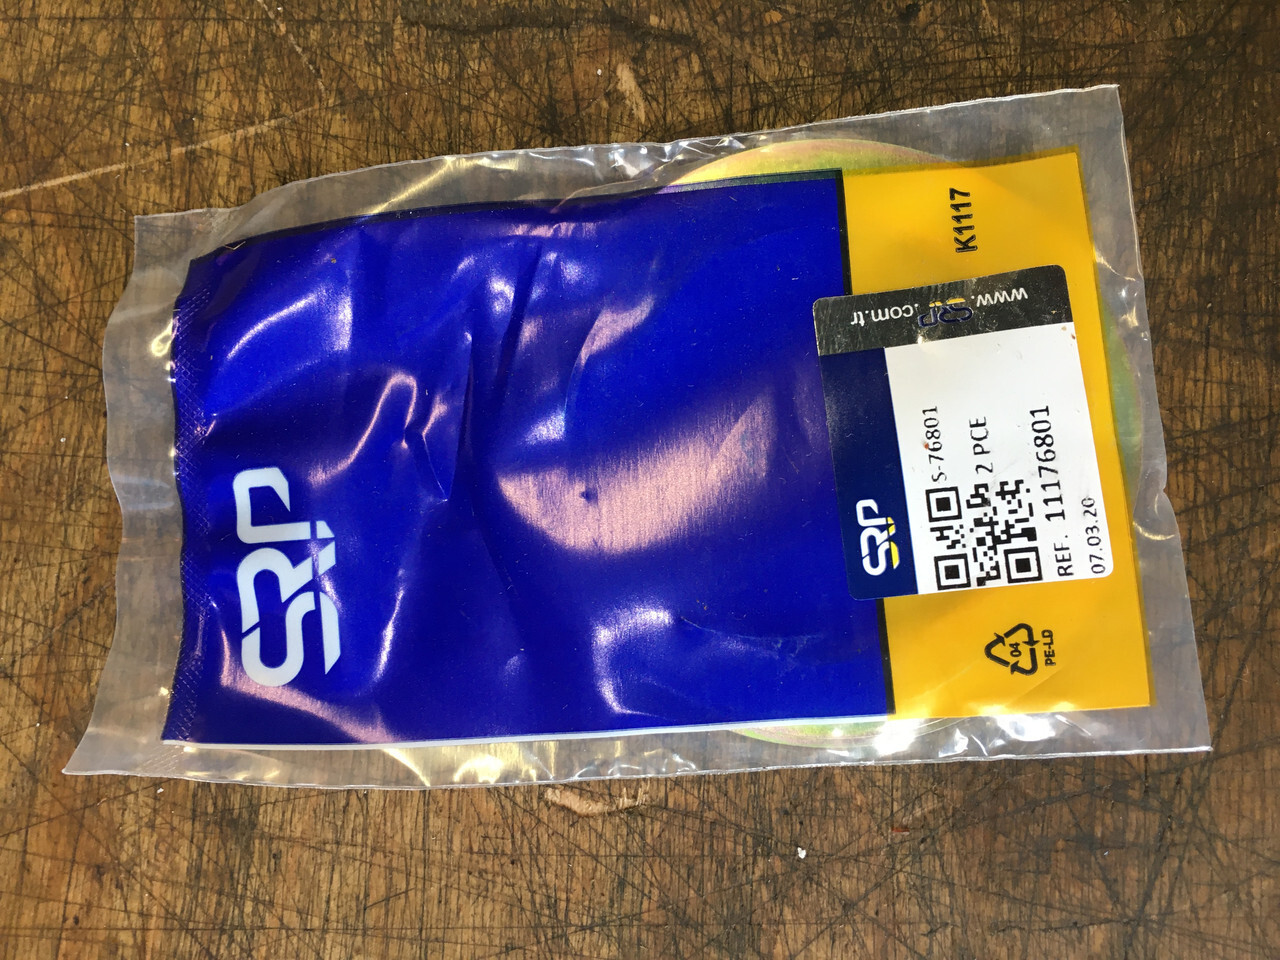 SRP
K1117
www.SRP.com.tr
SRP
S-76801
2 PCE
REF. 11176801
07.03.20
04
PE-LD